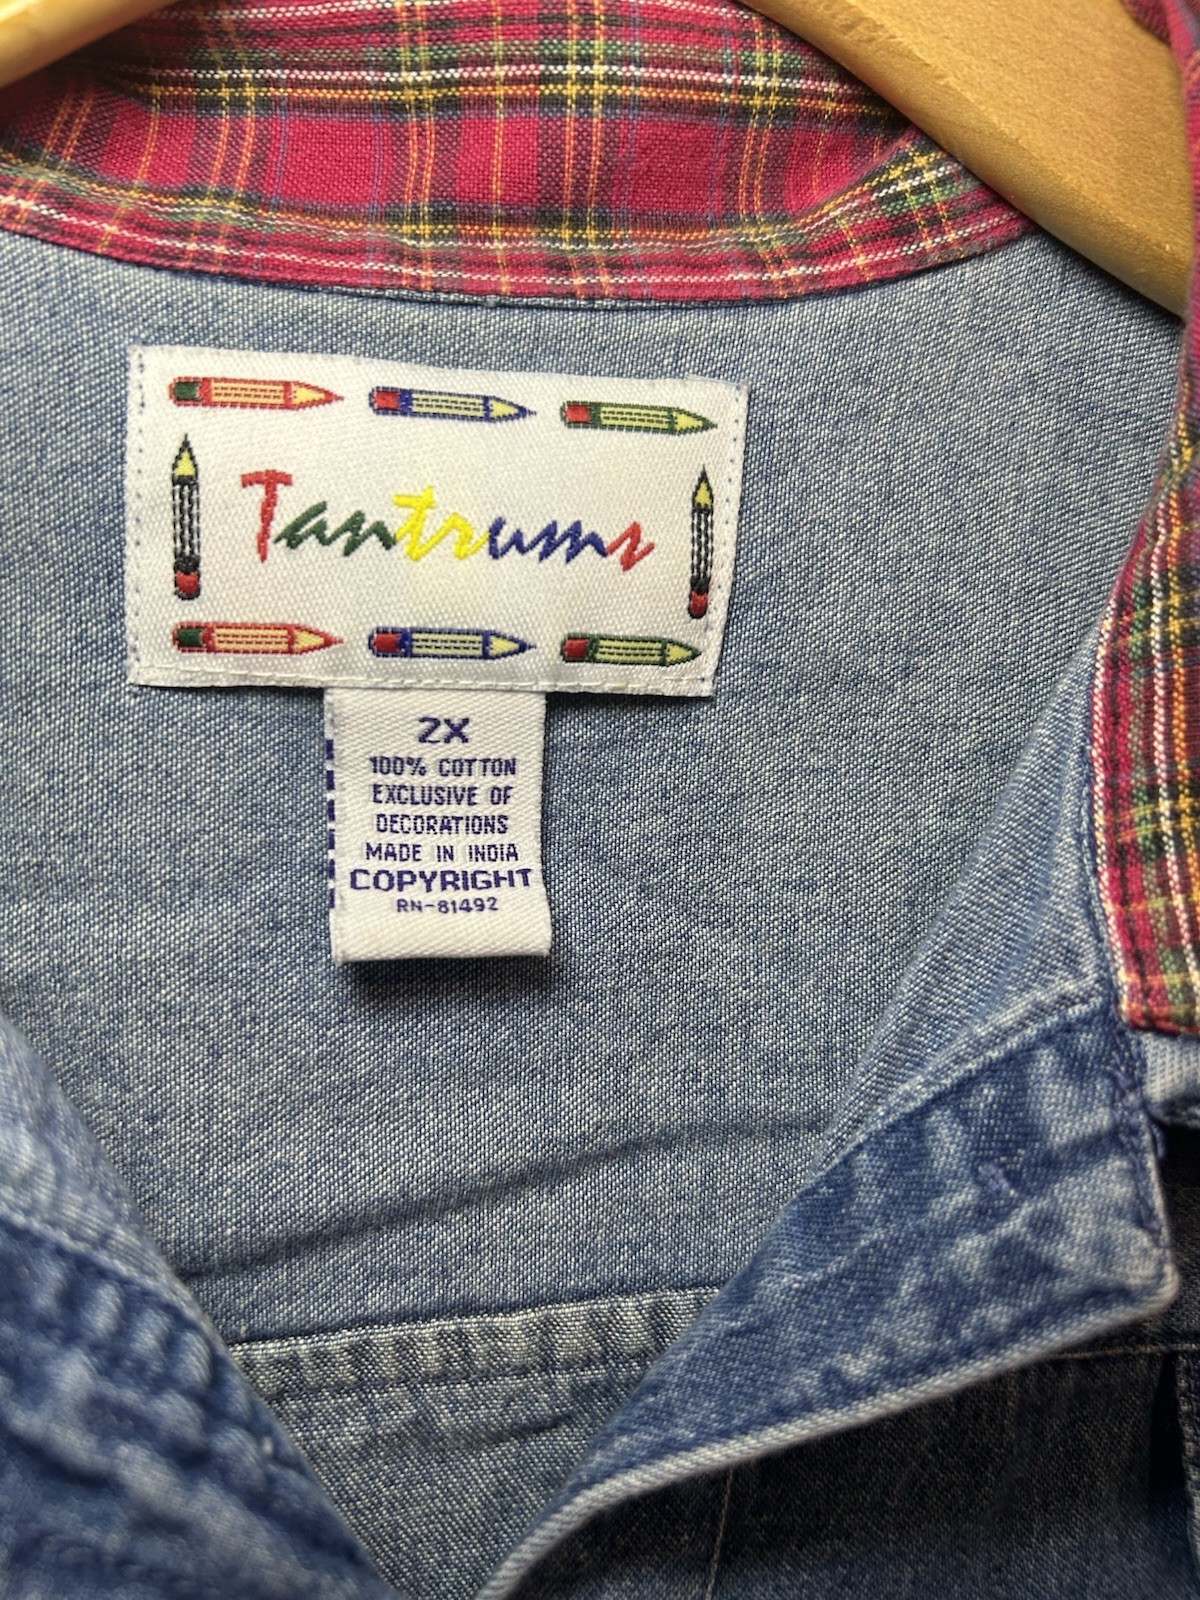 Tantrums
2X
100% COTTON
EXCLUSIVE OF
DECORATIONS
MADE IN INDIA
COPYRIGHT
RN-81492